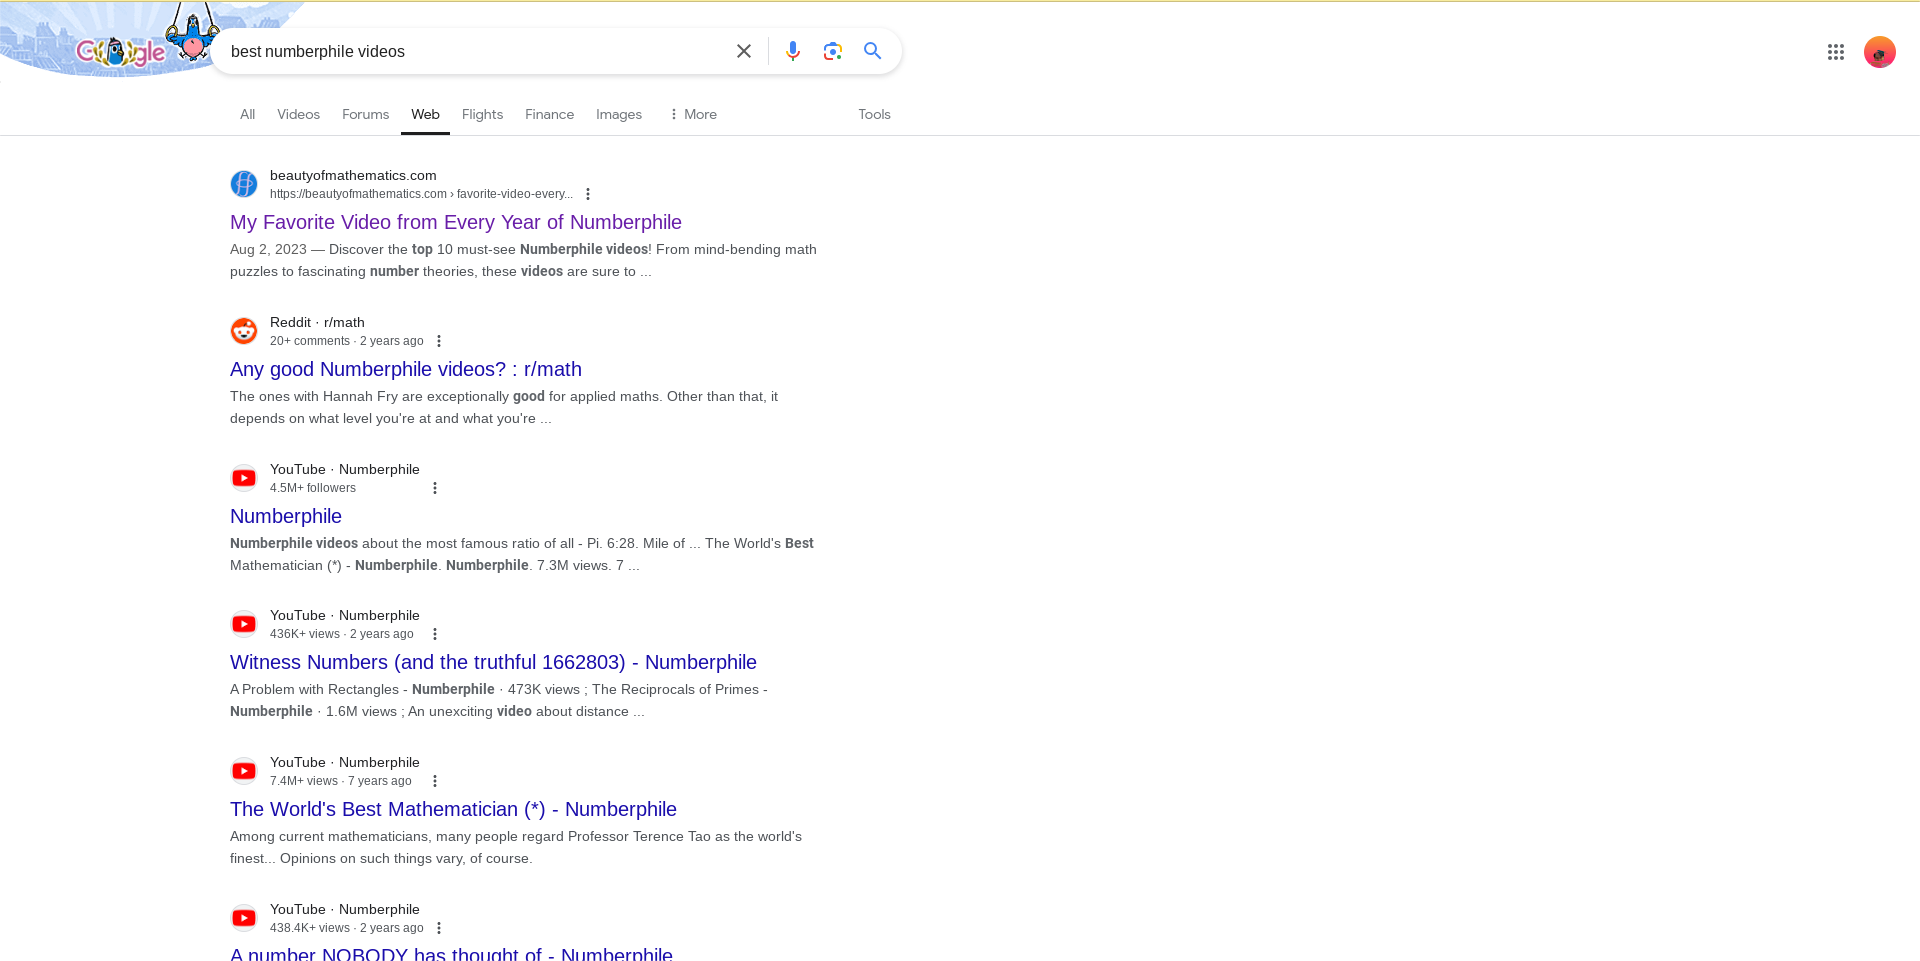 Google
best numberphile videos
All Videos Forums Web Flights Finance Images More Tools
beautyofmathematics.com
https://beautyofmathematics.com › favorite-video-every...
My Favorite Video from Every Year of Numberphile
Aug 2, 2023 — Discover the top 10 must-see Numberphile videos! From mind-bending math
puzzles to fascinating number theories, these videos are sure to ...
Reddit · r/math
20+ comments · 2 years ago
Any good Numberphile videos? : r/math
The ones with Hannah Fry are exceptionally good for applied maths. Other than that, it
depends on what level you're at and what you're ...
YouTube · Numberphile
4.5M+ followers
Numberphile
Numberphile videos about the most famous ratio of all - Pi. 6:28. Mile of ... The World's Best
Mathematician (*) - Numberphile. Numberphile. 7.3M views. 7 ...
YouTube · Numberphile
436K+ views · 2 years ago
Witness Numbers (and the truthful 1662803) - Numberphile
A Problem with Rectangles - Numberphile · 473K views ; The Reciprocals of Primes -
Numberphile · 1.6M views ; An unexciting video about distance ...
YouTube · Numberphile
7.4M+ views · 7 years ago
The World's Best Mathematician (*) - Numberphile
Among current mathematicians, many people regard Professor Terence Tao as the world's
finest... Opinions on such things vary, of course.
YouTube · Numberphile
438.4K+ views · 2 years ago
A number NOBODY has thought of - Numberphile